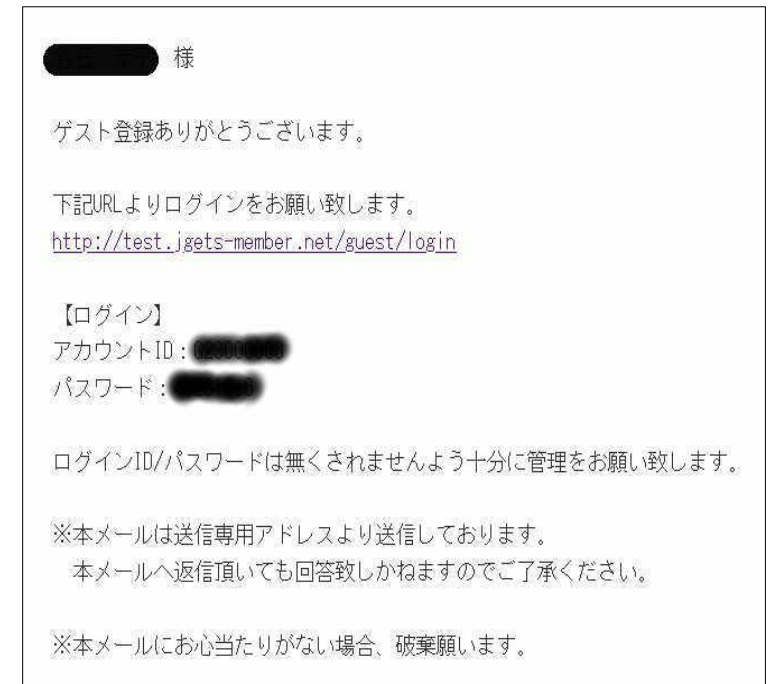 様
ゲスト登録ありがとうございます。
下記URLよりログインをお願い致します。
http://test.jgets-member.net/guest/login
【ログイン】
アカウントID:
パスワード:
ログインID/パスワードは無くされませんよう十分に管理をお願い致します。
※本メールは送信専用アドレスより送信しております。
本メールへ返信頂いても回答致しかねますのでご了承ください。
※本メールにお心当たりがない場合、破棄願います。